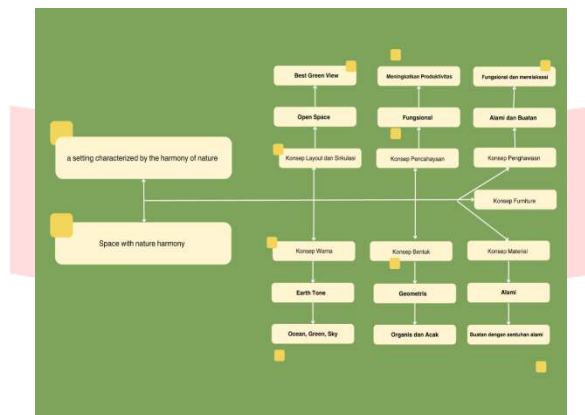 Best Green View
Meningkatkan Produktivitas
Fungsional dan merelaksasi
Open Space
Fungsional
Alami dan Buatan
a setting characterized by the harmony of nature
Konsep Layout dan Sirkulasi
Konsep Pencahayaan
Konsep Penghawaan
Konsep Furniture
Space with nature harmony
Konsep Warna
Konsep Bentuk
Konsep Material
Earth Tone
Geometris
Alami
Ocean, Green, Sky
Organis dan Acak
Buatan dengan sentuhan alami